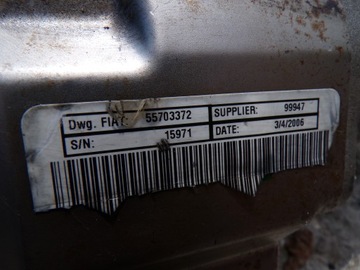 Dwg. FIAT 55703372 SUPPLIER: 99947
S/N: 15971 DATE: 3/4/2006